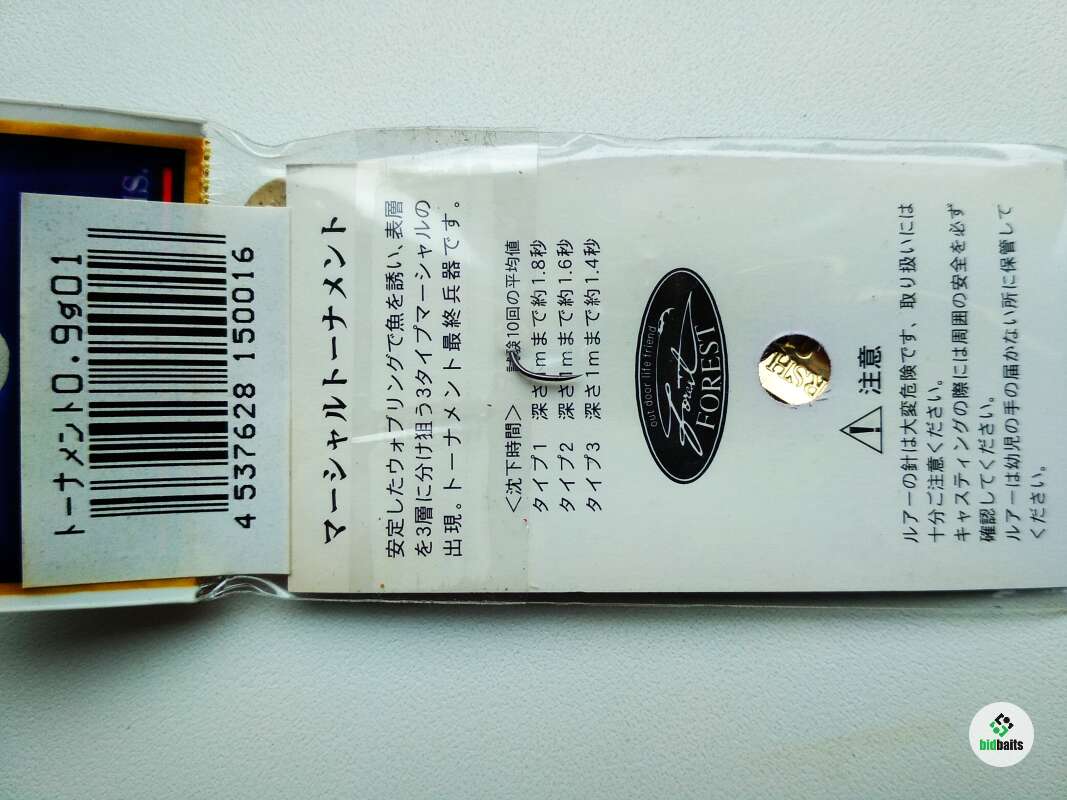 トーナメント0.9g01
4 537628 150016
マーシャルトーナメント
安定したウォブリングで魚を誘い、表層
を3層に分け狙う3タイプマーシャルの
出現。トーナメント最終兵器です。
<沈下時間> 試験10回の平均値
タイプ1 深さ1mまで約1.8秒
タイプ2 深さ1mまで約1.6秒
タイプ3 深さ1mまで約1.4秒
out door life friend
forest
FOREST
注意
ルアーの針は大変危険です、取り扱いには
十分ご注意ください。
キャスティングの際には周囲の安全を必ず
確認してください。
ルアーは幼児の手の届かない所に保管して
ください。
bidbaits